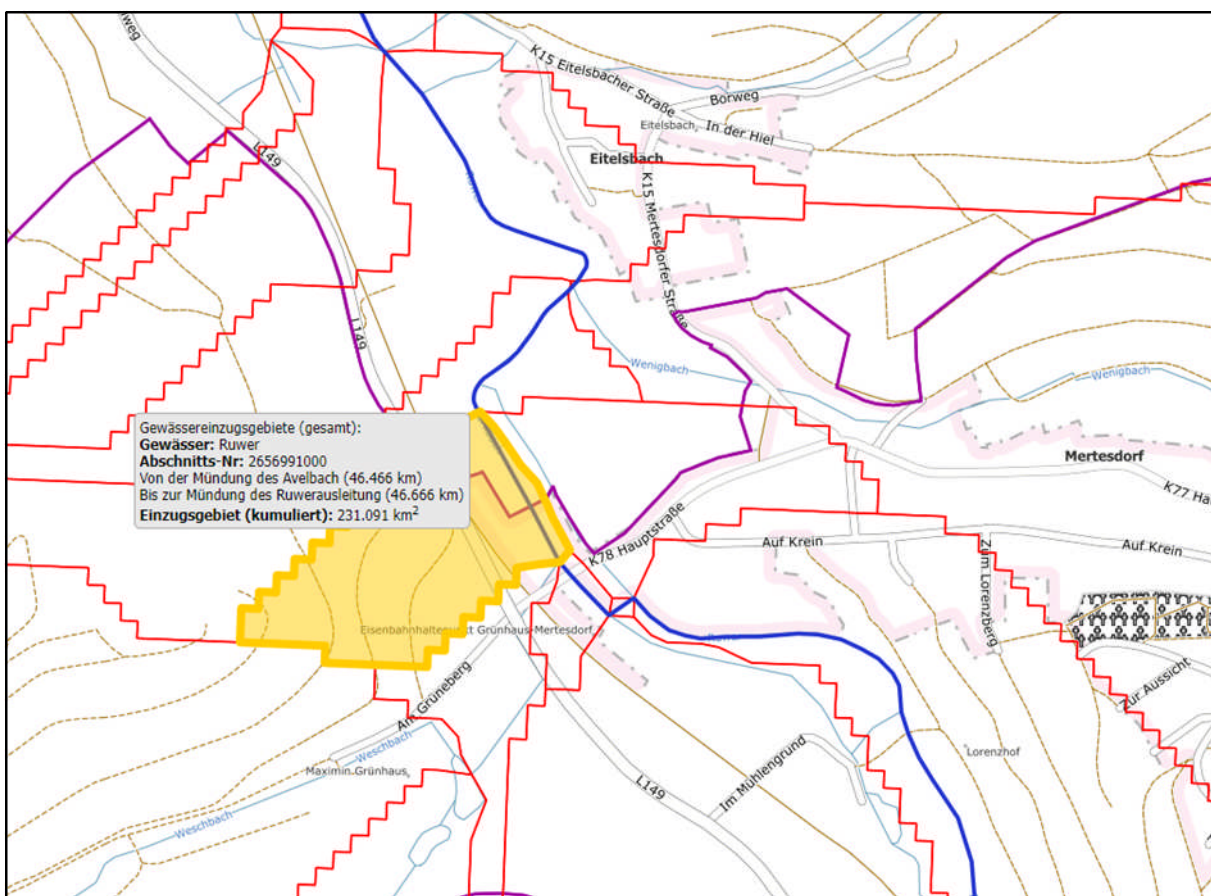 weg
K15 Eitelsbacher Straße
Borweg
Eitelsbach
In der Hiel
L149
Eitelsbach
K15 Mertesdorfer Straße
L149
Wenigbach
Wenigbach
Gewässereinzugsgebiete (gesamt):
Gewässer: Ruwer
Abschnitts-Nr: 2656991000
Von der Mündung des Avelbach (46.466 km)
Bis zur Mündung des Ruwerausleitung (46.666 km)
Einzugsgebiet (kumuliert): 231.091 km²
Mertesdorf
K77 Ha
K78 Hauptstraße
Auf Krein
Auf Krein
Zum Lorenzberg
Eisenbahnhaltepunkt Grünhaus-Mertesdorf
Zur Aussicht
Am Grüneberg
Weschbach
Lorenzhof
Maximin Grünhaus
L149
Im Mühlengrund
Weschbach